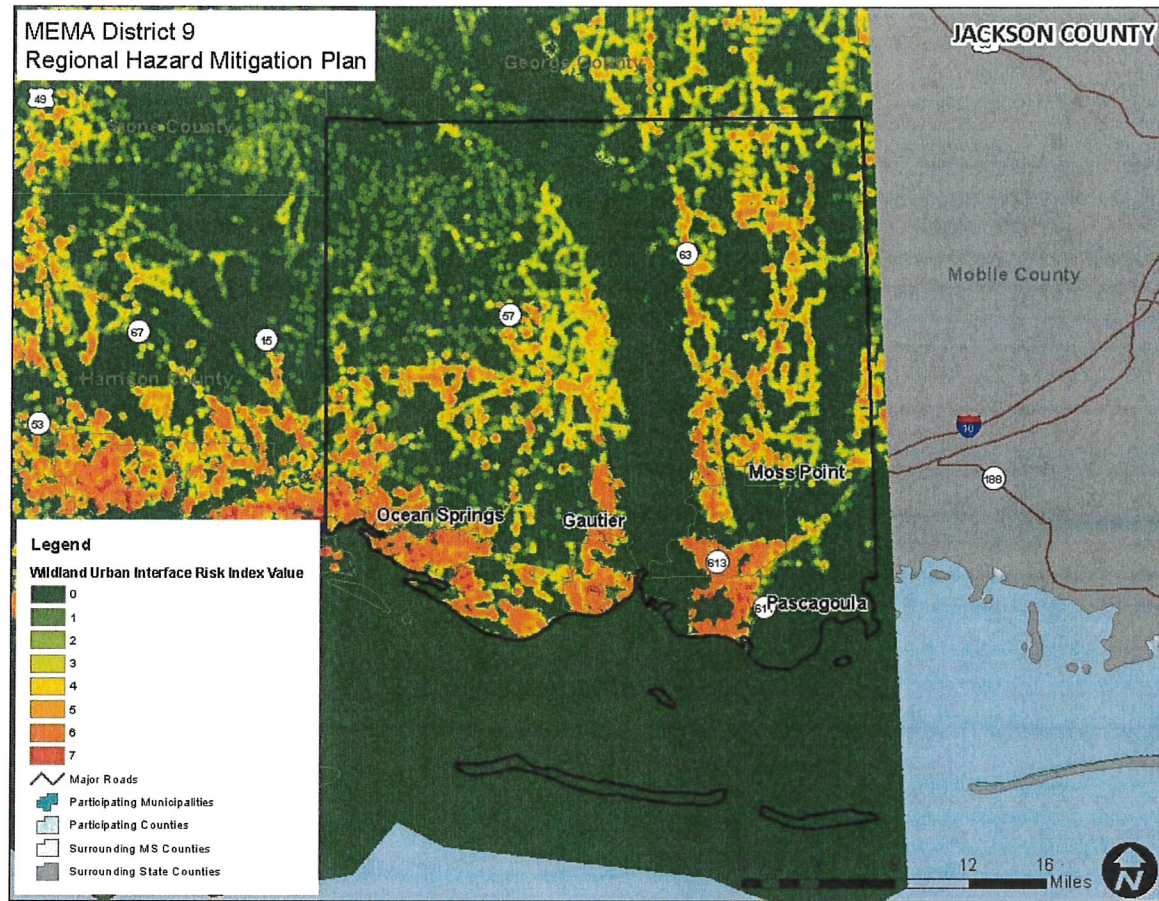 MEMA District 9
Regional Hazard Mitigation Plan
JACKSON COUNTY
George County
49
Stone County
63
Mobile County
57
67
15
Harrison County
53
10
Moss Point
188
Ocean Springs
Gautier
613
Pascagoula
Legend
Wildland Urban Interface Risk Index Value
0
1
2
3
4
5
6
7
Major Roads
Participating Municipalities
Participating Counties
Surrounding MS Counties
Surrounding State Counties
12
16
Miles
N